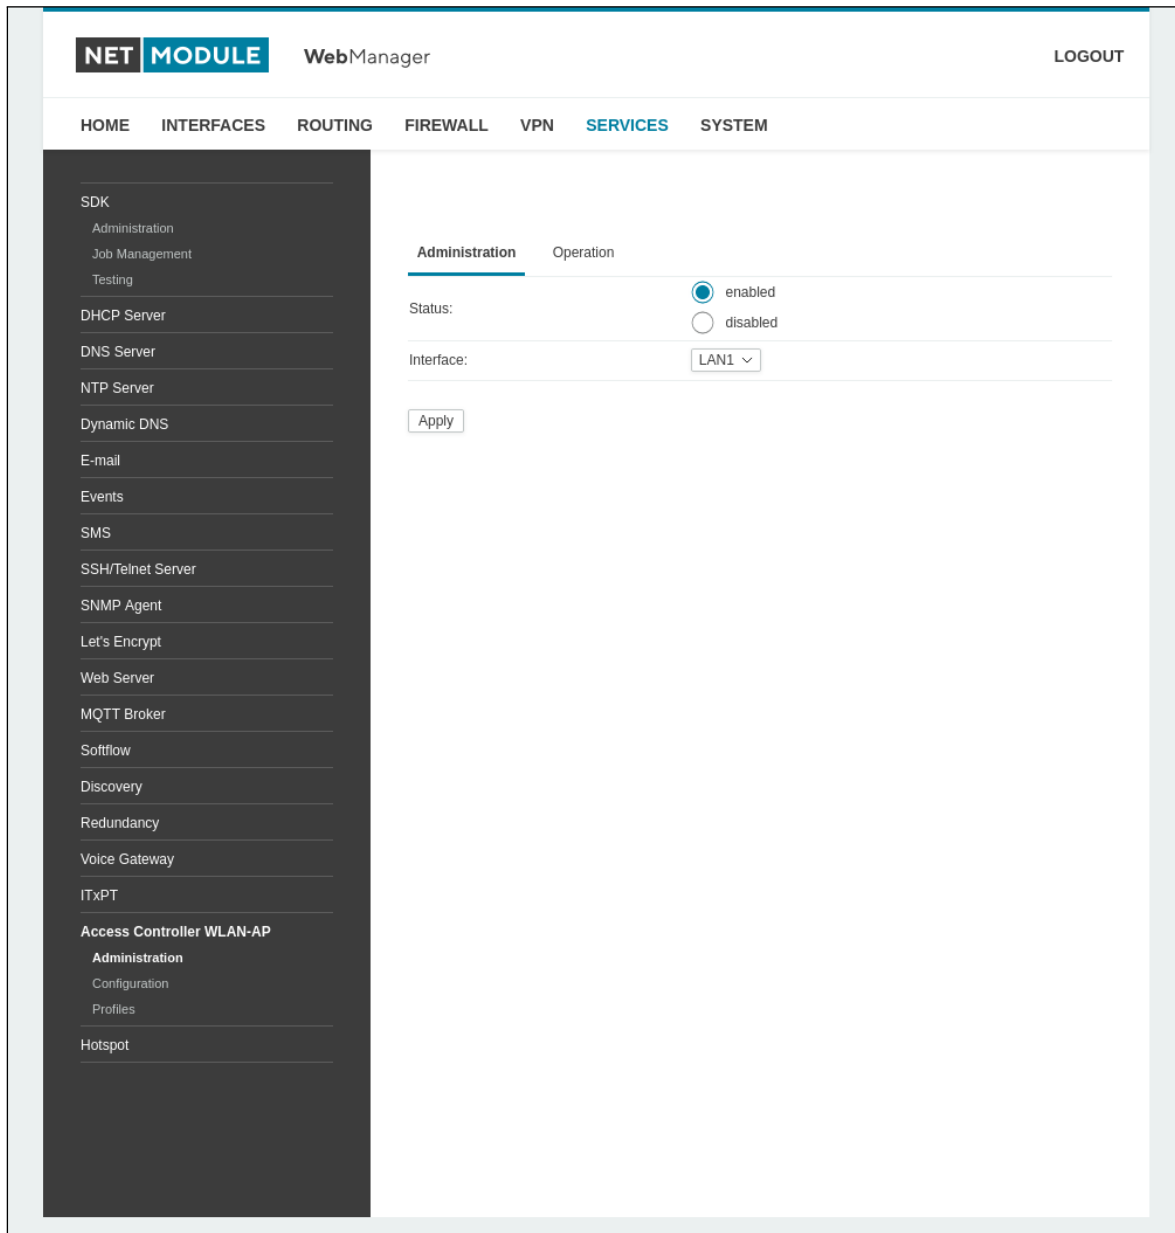 NET MODULE WebManager LOGOUT
HOME INTERFACES ROUTING FIREWALL VPN SERVICES SYSTEM
SDK
Administration
Job Management
Testing
DHCP Server
DNS Server
NTP Server
Dynamic DNS
E-mail
Events
SMS
SSH/Telnet Server
SNMP Agent
Let's Encrypt
Web Server
MQTT Broker
Softflow
Discovery
Redundancy
Voice Gateway
ITxPT
Access Controller WLAN-AP
Administration
Configuration
Profiles
Hotspot
Administration Operation
Status: enabled
disabled
Interface: LAN1
Apply